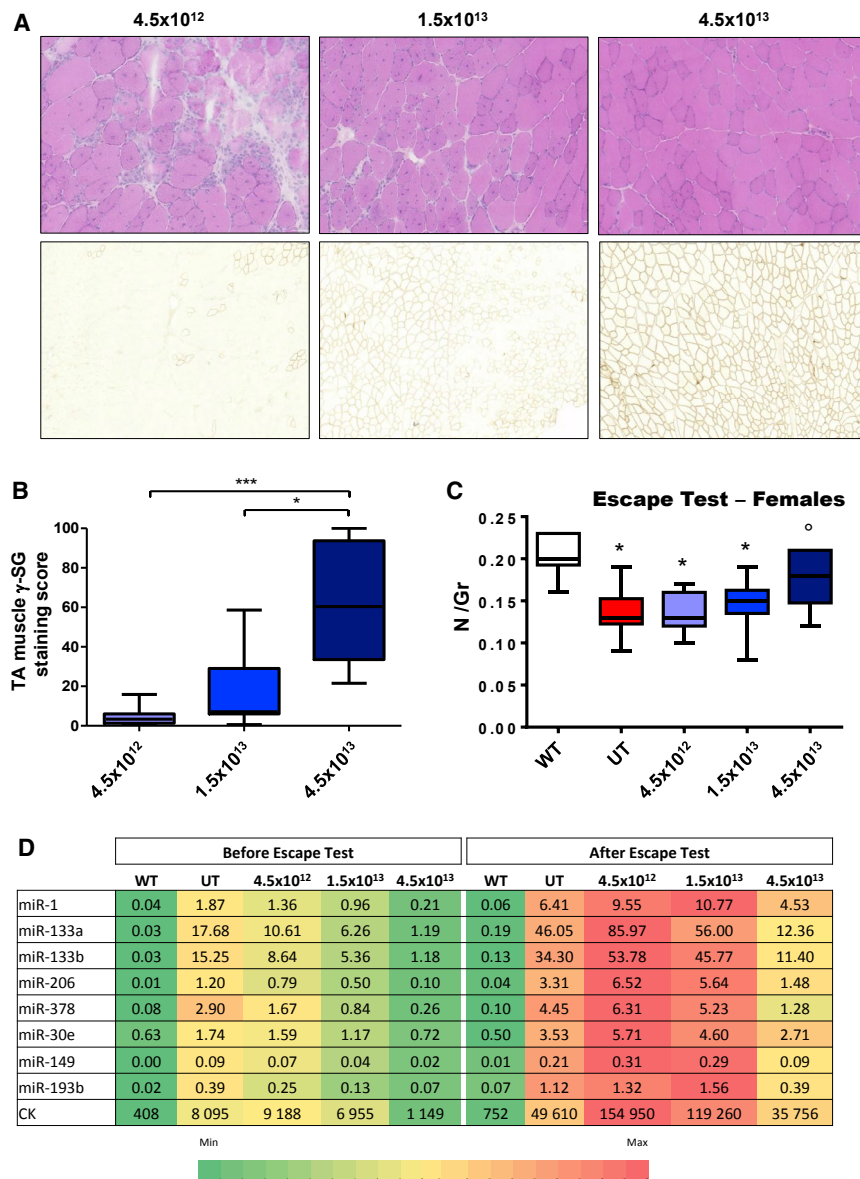 A
4.5x10¹² 1.5x10¹³ 4.5x10¹³
B
***
*
TA muscle γ-SG
staining score
100
80
60
40
20
0
4.5x10¹² 1.5x10¹³ 4.5x10¹³
C
Escape Test – Females
N /Gr
0.25
0.20
0.15
0.10
0.05
0.00
* * * °
WT UT 4.5x10¹² 1.5x10¹³ 4.5x10¹³
D
Before Escape Test After Escape Test
WT UT 4.5x10¹² 1.5x10¹³ 4.5x10¹³ WT UT 4.5x10¹² 1.5x10¹³ 4.5x10¹³
miR-1 0.04 1.87 1.36 0.96 0.21 0.06 6.41 9.55 10.77 4.53
miR-133a 0.03 17.68 10.61 6.26 1.19 0.19 46.05 85.97 56.00 12.36
miR-133b 0.03 15.25 8.64 5.36 1.18 0.13 34.30 53.78 45.77 11.40
miR-206 0.01 1.20 0.79 0.50 0.10 0.04 3.31 6.52 5.64 1.48
miR-378 0.08 2.90 1.67 0.84 0.26 0.10 4.45 6.31 5.23 1.28
miR-30e 0.63 1.74 1.59 1.17 0.72 0.50 3.53 5.71 4.60 2.71
miR-149 0.00 0.09 0.07 0.04 0.02 0.01 0.21 0.31 0.29 0.09
miR-193b 0.02 0.39 0.25 0.13 0.07 0.07 1.12 1.32 1.56 0.39
CK 408 8 095 9 188 6 955 1 149 752 49 610 154 950 119 260 35 756
Min Max